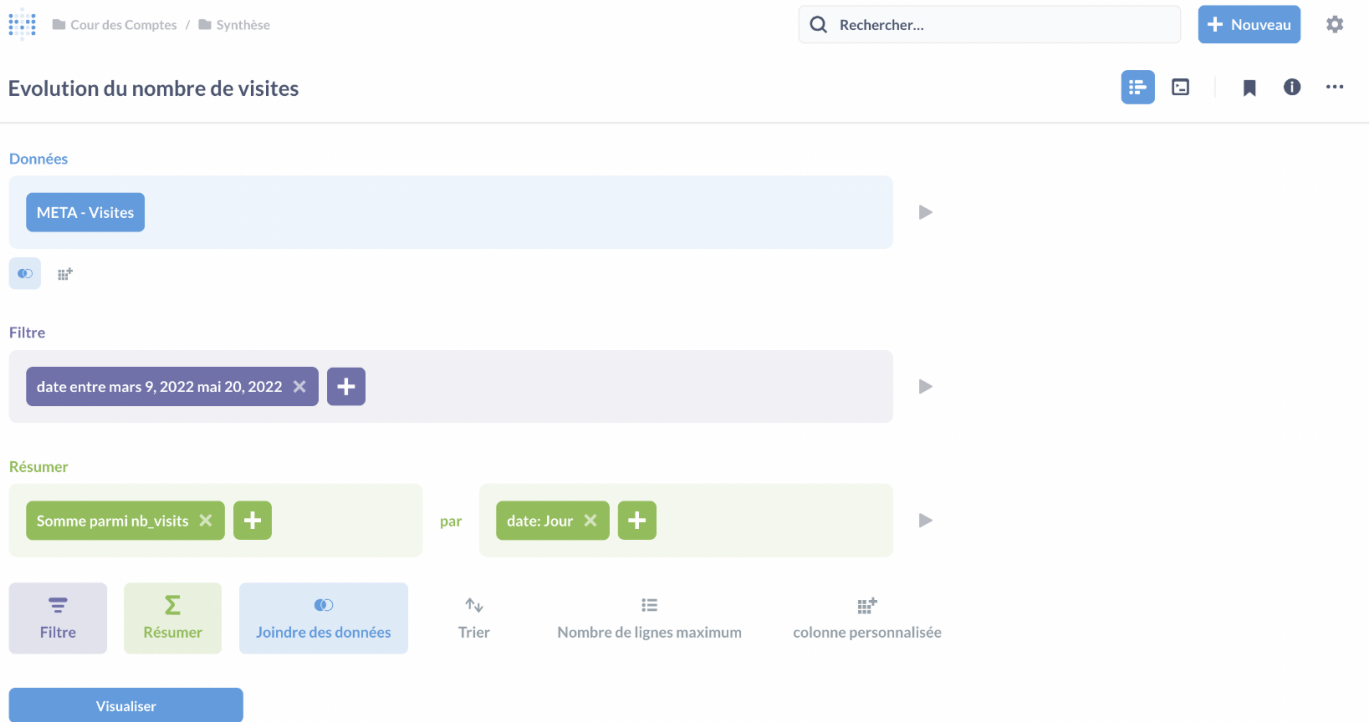 Cour des Comptes / Synthèse
Rechercher...
Nouveau
Evolution du nombre de visites
Données
META - Visites
Filtre
date entre mars 9, 2022 mai 20, 2022
Résumer
Somme parmi nb_visits
par
date: Jour
Filtre
Résumer
Joindre des données
Trier
Nombre de lignes maximum
colonne personnalisée
Visualiser